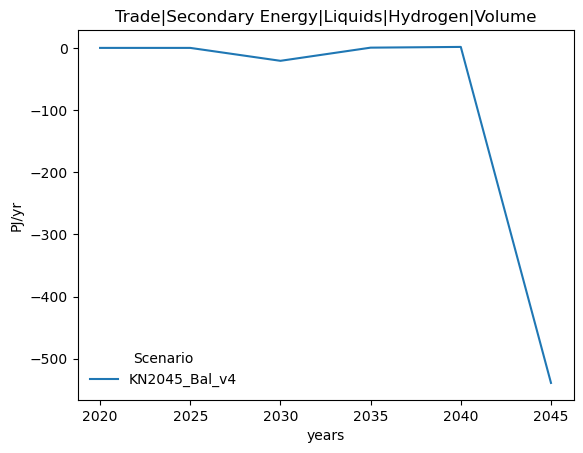 Trade|Secondary Energy|Liquids|Hydrogen|Volume
0
−100
−200
−300
−400
−500
PJ/yr
Scenario
KN2045_Bal_v4
2020 2025 2030 2035 2040 2045
years